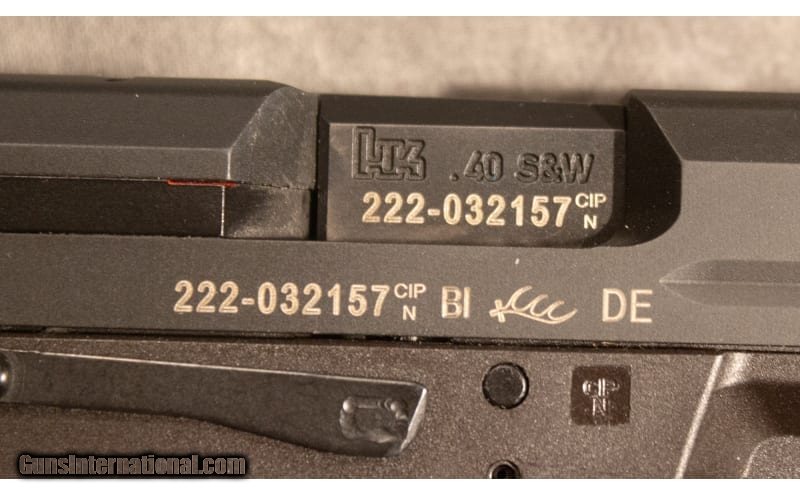 HK .40 S&W
222-032157 CIP N
222-032157 CIP N BI DE
CIP
N
GunsInternational.com